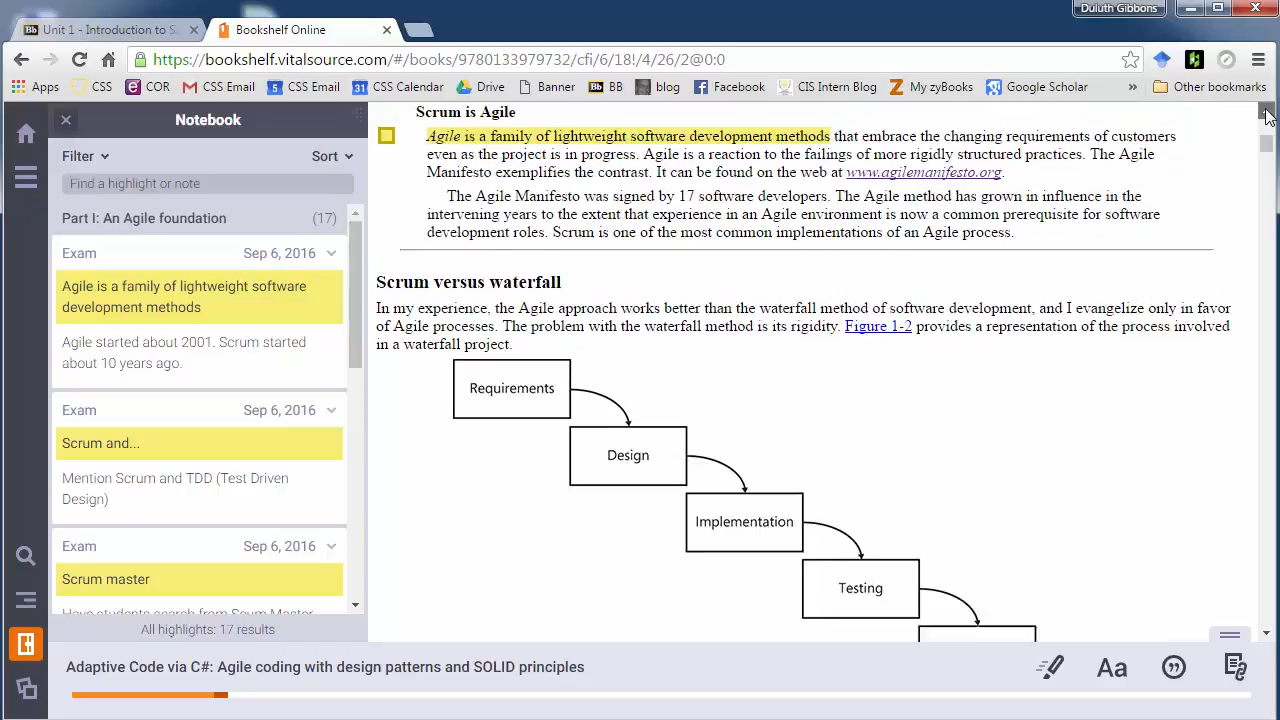 Duluth Gibbons
Unit 1 - Introduction to S
Bookshelf Online
https://bookshelf.vitalsource.com/#/books/9780133979732/cfi/6/18!/4/26/2@0:0
Apps CSS COR CSS Email CSS Email CSS Calendar Drive Banner BB blog Facebook CIS Intern Blog My zyBooks Google Scholar » Other bookmarks
Notebook
Filter Sort
Find a highlight or note
Part I: An Agile foundation (17)
Exam Sep 6, 2016
Agile is a family of lightweight software
development methods
Agile started about 2001. Scrum started
about 10 years ago.
Exam Sep 6, 2016
Scrum and...
Mention Scrum and TDD (Test Driven
Design)
Exam Sep 6, 2016
Scrum master
Have students search from Scum Master
All highlights: 17 results
Scrum is Agile
Agile is a family of lightweight software development methods that embrace the changing requirements of customers
even as the project is in progress. Agile is a reaction to the failings of more rigidly structured practices. The Agile
Manifesto exemplifies the contrast. It can be found on the web at www.agilemanifesto.org.
The Agile Manifesto was signed by 17 software developers. The Agile method has grown in influence in the
intervening years to the extent that experience in an Agile environment is now a common prerequisite for software
development roles. Scrum is one of the most common implementations of an Agile process.
Scrum versus waterfall
In my experience, the Agile approach works better than the waterfall method of software development, and I evangelize only in favor
of Agile processes. The problem with the waterfall method is its rigidity. Figure 1-2 provides a representation of the process involved
in a waterfall project.
Requirements
Design
Implementation
Testing
Adaptive Code via C#: Agile coding with design patterns and SOLID principles
Aa